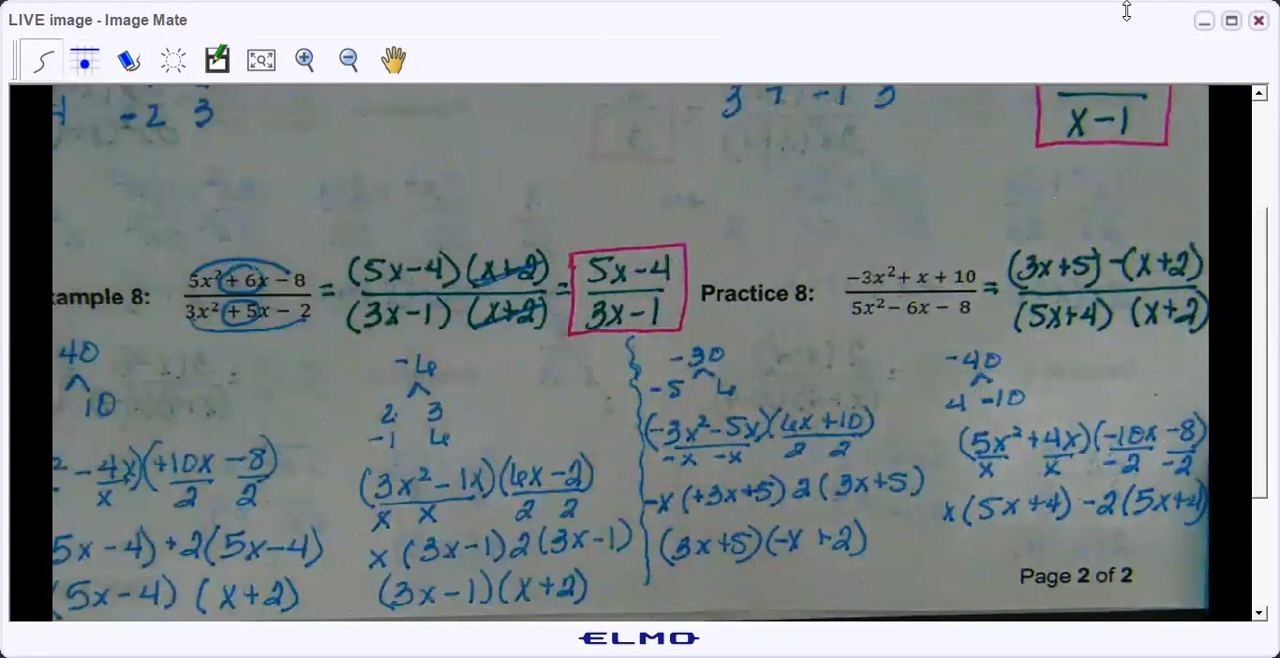 LIVE image - Image Mate
-2 3
x-1
ample 8: 5x² + 6x - 8 / 3x² + 5x - 2 = (5x-4)(x+2) / (3x-1)(x+2) = 5x-4 / 3x-1
Practice 8: -3x² + x + 10 / 5x² - 6x - 8 = (3x+5) -(x+2) / (5x+4) (x+2)
40
10
- 4x)(+10x - 8)
x 2 2
5x-4)+2(5x-4)
(5x-4) (x+2)
-6
2 3
-1 6
(3x² - 1x)(6x-2)
x x 2 2
x(3x-1)2(3x-1)
(3x-1)(x+2)
-30
-5 6
(-3x²-5x)(6x+10)
-x -x 2 2
-x(+3x+5)2(3x+5)
(3x+5)(-x+2)
-40
4 -10
(5x²+4x)(-10x-8)
x x -2 -2
x(5x+4)-2(5x+4)
Page 2 of 2
ELMO